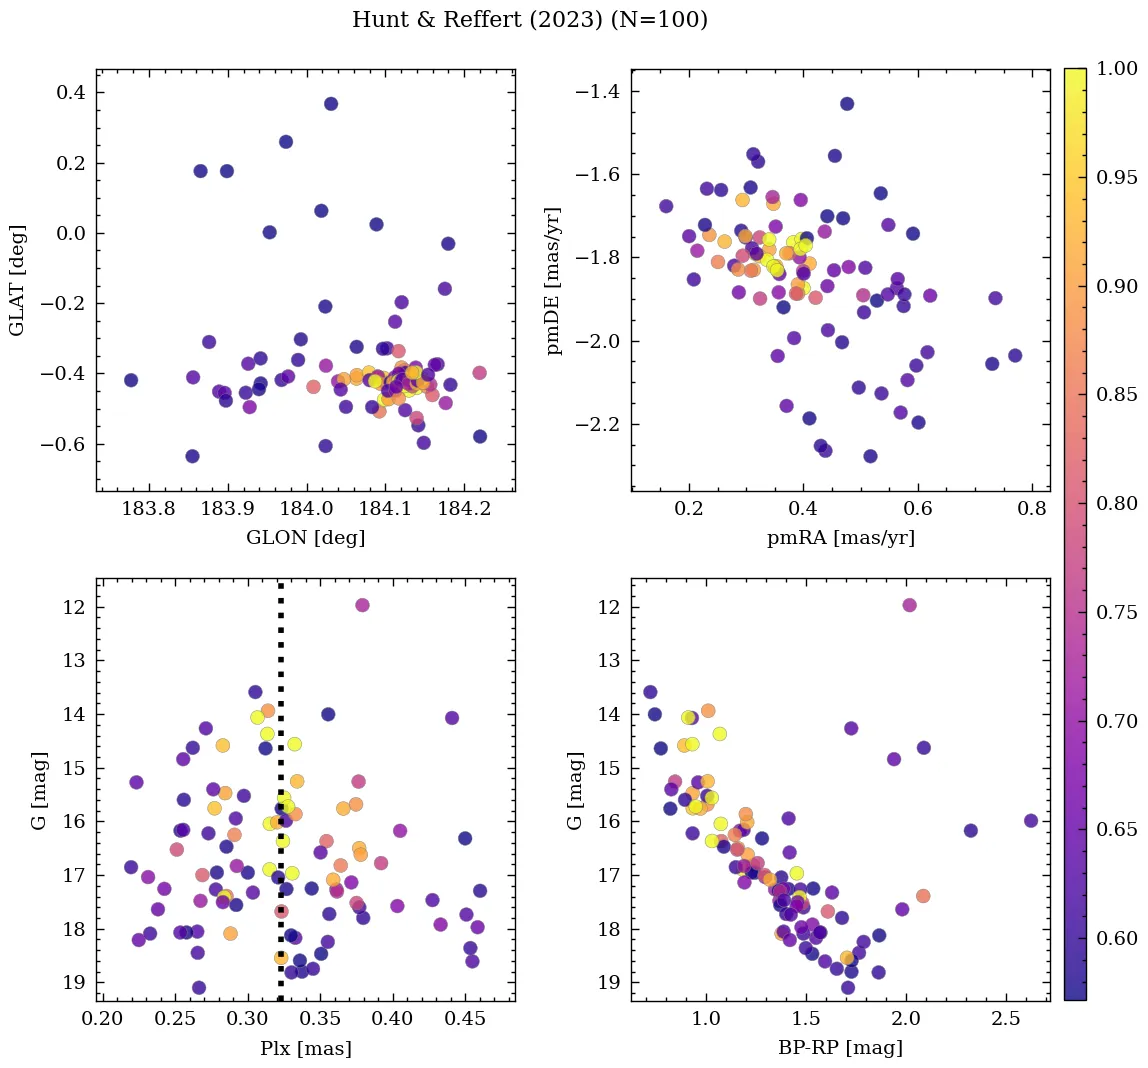 Hunt & Reffert (2023) (N=100)
0.4
0.2
0.0
−0.2
−0.4
−0.6
GLAT [deg]
183.8 183.9 184.0 184.1 184.2
GLON [deg]
−1.4
−1.6
−1.8
−2.0
−2.2
pmDE [mas/yr]
0.2 0.4 0.6 0.8
pmRA [mas/yr]
1.00
0.95
0.90
0.85
0.80
0.75
0.70
0.65
0.60
12
13
14
15
16
17
18
19
G [mag]
0.20 0.25 0.30 0.35 0.40 0.45
Plx [mas]
12
13
14
15
16
17
18
19
G [mag]
1.0 1.5 2.0 2.5
BP-RP [mag]